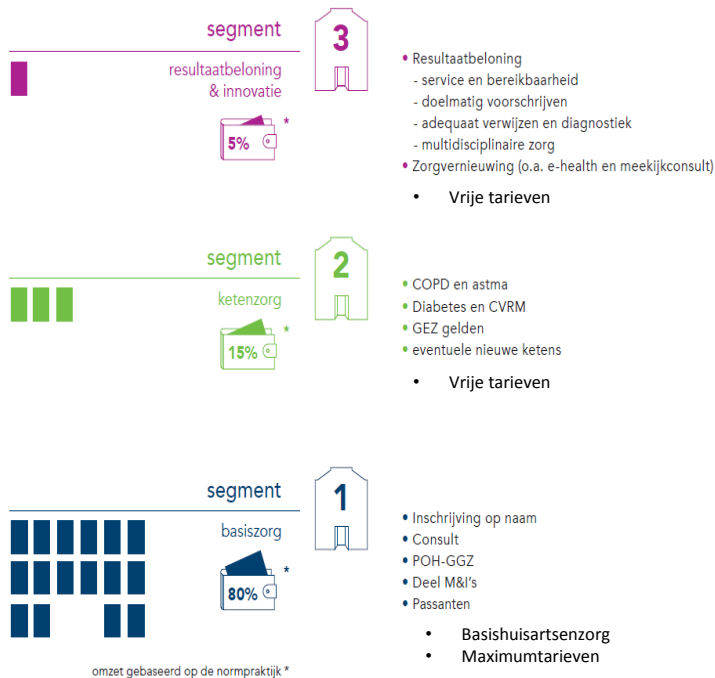 segment
3
resultaatbeloning
& innovatie
5% *
• Resultaatbeloning
- service en bereikbaarheid
- doelmatig voorschrijven
- adequaat verwijzen en diagnostiek
- multidisciplinaire zorg
• Zorgvernieuwing (o.a. e-health en meekijkconsult)
• Vrije tarieven
segment
2
ketenzorg
15% *
• COPD en astma
• Diabetes en CVRM
• GEZ gelden
• eventuele nieuwe ketens
• Vrije tarieven
segment
1
basiszorg
80% *
• Inschrijving op naam
• Consult
• POH-GGZ
• Deel M&I's
• Passanten
• Basishuisartsenzorg
• Maximumtarieven
omzet gebaseerd op de normpraktijk *